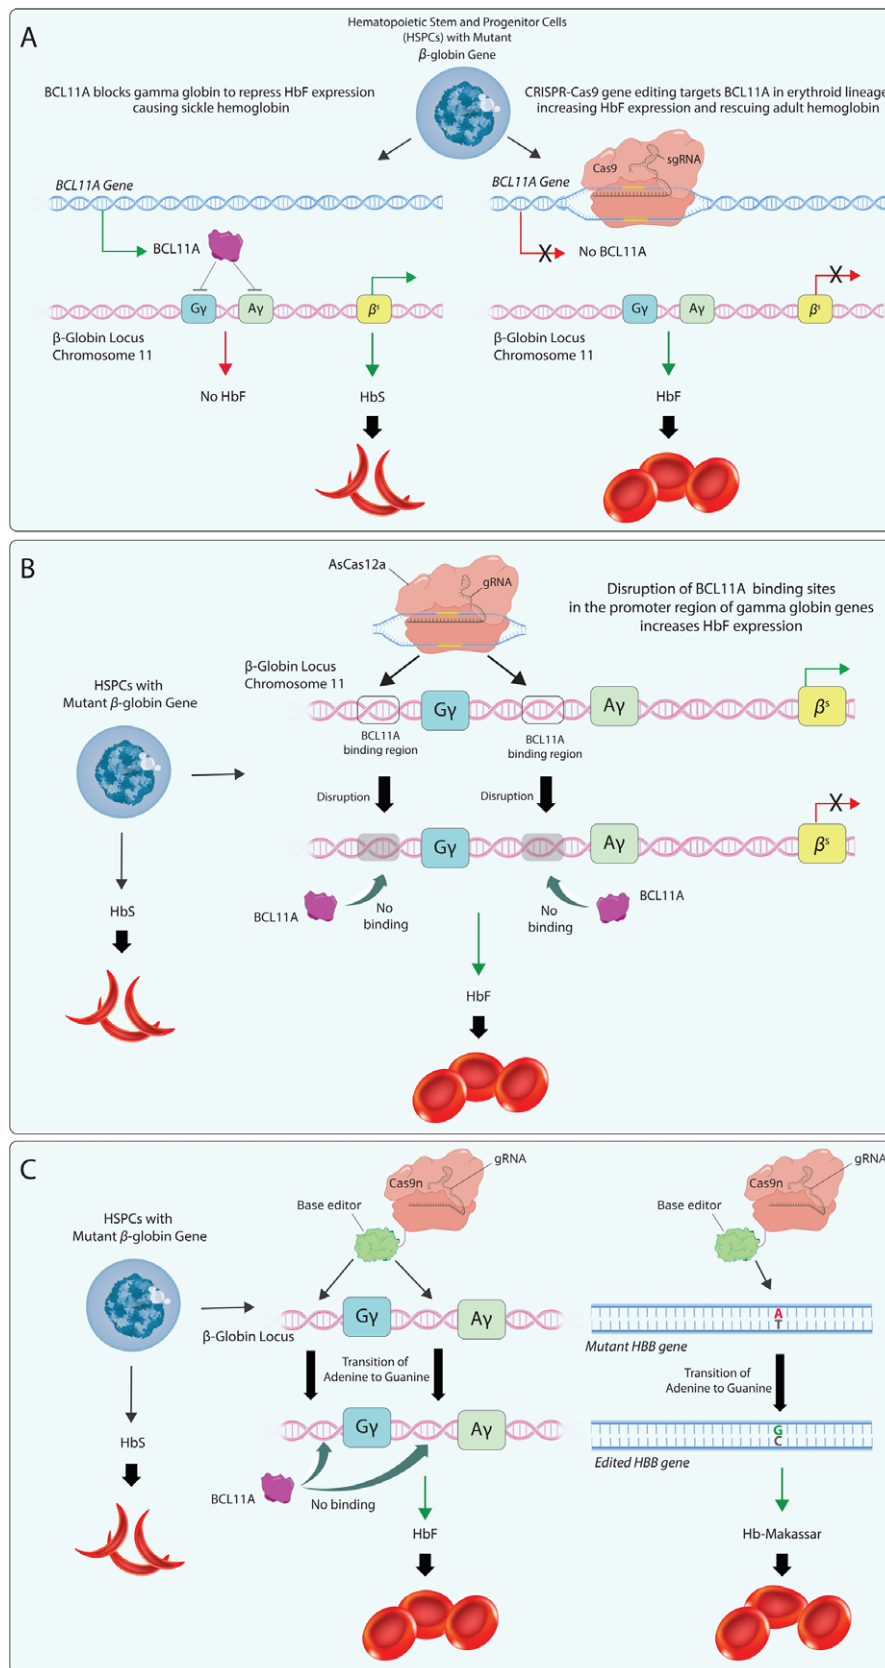 A
Hematopoietic Stem and Progenitor Cells
(HSPCs) with Mutant
β-globin Gene
BCL11A blocks gamma globin to repress HbF expression
causing sickle hemoglobin
CRISPR-Cas9 gene editing targets BCL11A in erythroid lineage
increasing HbF expression and rescuing adult hemoglobin
Cas9
sgRNA
BCL11A Gene
BCL11A Gene
BCL11A
No BCL11A
X
X
Gγ
Aγ
βˢ
Gγ
Aγ
βˢ
β-Globin Locus
Chromosome 11
β-Globin Locus
Chromosome 11
No HbF
HbS
HbF
B
AsCas12a
gRNA
Disruption of BCL11A binding sites
in the promoter region of gamma globin genes
increases HbF expression
β-Globin Locus
Chromosome 11
HSPCs with
Mutant β-globin Gene
Gγ
Aγ
βˢ
BCL11A
binding region
BCL11A
binding region
Disruption
Disruption
X
Gγ
Aγ
βˢ
BCL11A
No
binding
No
binding
BCL11A
HbS
HbF
C
gRNA
Cas9n
gRNA
Cas9n
Base editor
Base editor
HSPCs with
Mutant β-globin Gene
β-Globin Locus
Gγ
Aγ
A
T
Mutant HBB gene
Transition of
Adenine to Guanine
Transition of
Adenine to Guanine
Gγ
Aγ
G
C
Edited HBB gene
HbS
BCL11A
No binding
HbF
Hb-Makassar